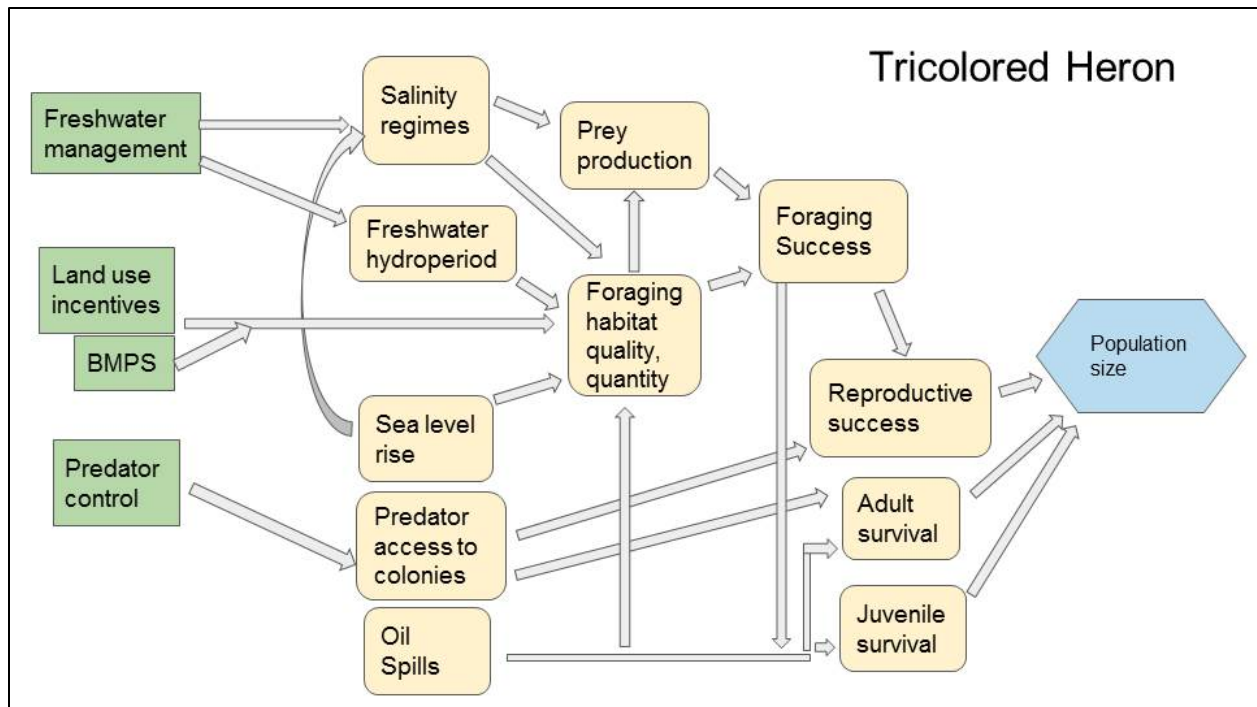 Tricolored Heron
Freshwater
management
Salinity
regimes
Prey
production
Freshwater
hydroperiod
Foraging
Success
Land use
incentives
BMPS
Foraging
habitat
quality,
quantity
Population
size
Reproductive
success
Sea level
rise
Predator
control
Predator
access to
colonies
Adult
survival
Oil
Spills
Juvenile
survival